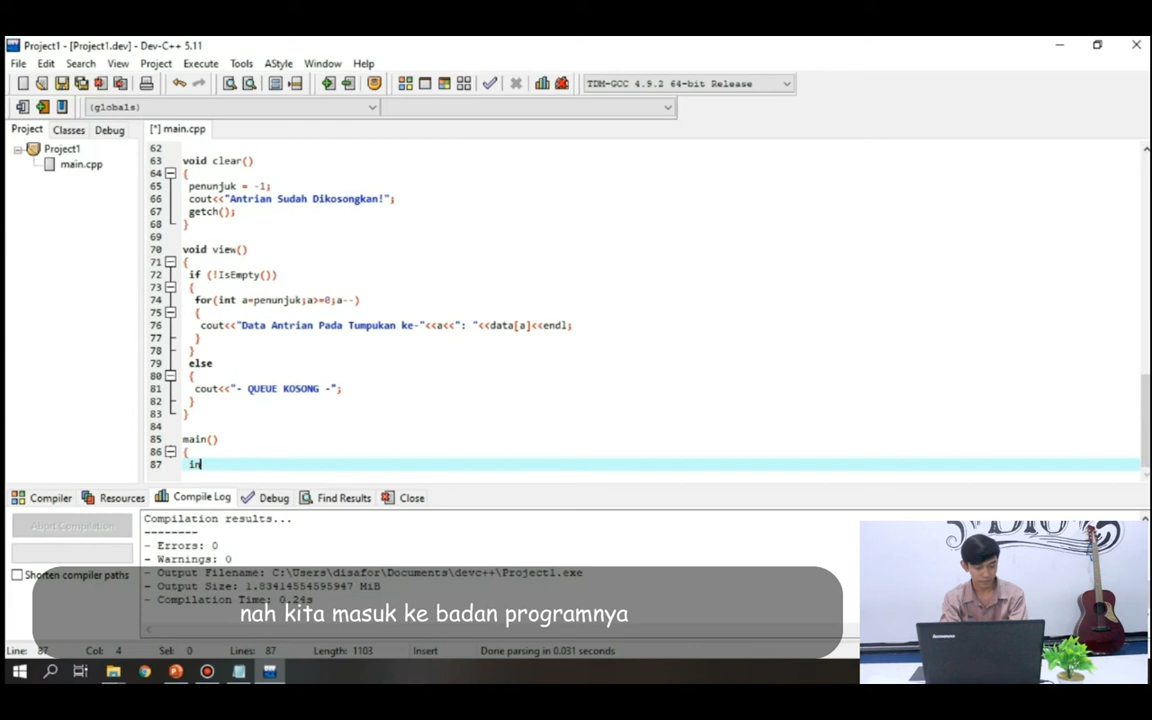 Project1 - [Project1.dev] - Dev-C++ 5.11
File Edit Search View Project Execute Tools AStyle Window Help
TDM-GCC 4.9.2 64-bit Release
(globals)
Project Classes Debug
[*] main.cpp
Project1
main.cpp
62
63 void clear()
64 {
65 penunjuk = -1;
66 cout<<"Antrian Sudah Dikosongkan!";
67 getch();
68 }
69
70 void view()
71 {
72 if (!IsEmpty())
73 {
74 for(int a=penunjuk;a>=0;a--)
75 {
76 cout<<"Data Antrian Pada Tumpukan ke-"<<a<<": "<<data[a]<<endl;
77 }
78 }
79 else
80 {
81 cout<<"- QUEUE KOSONG -";
82 }
83 }
84
85 main()
86 {
87 in
Compiler Resources Compile Log Debug Find Results Close
Abort Compilation
Shorten compiler paths
Compilation results...
--------
- Errors: 0
- Warnings: 0
- Output Filename: C:\Users\disafor\Documents\devc++\Project1.exe
- Output Size: 1.83414554595947 MiB
- Compilation Time: 0.24s
nah kita masuk ke badan programnya
Line: 87 Col: 4 Sel: 0 Lines: 87 Length: 1103 Insert Done parsing in 0.031 seconds
lenovo